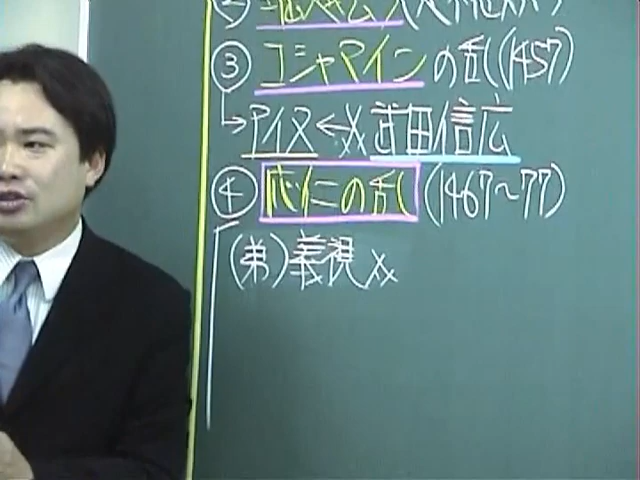 ③ コシャマインの乱(1457)
→アイヌ←×武田信広
④ 応仁の乱(1467〜77)
(弟)義視 ×